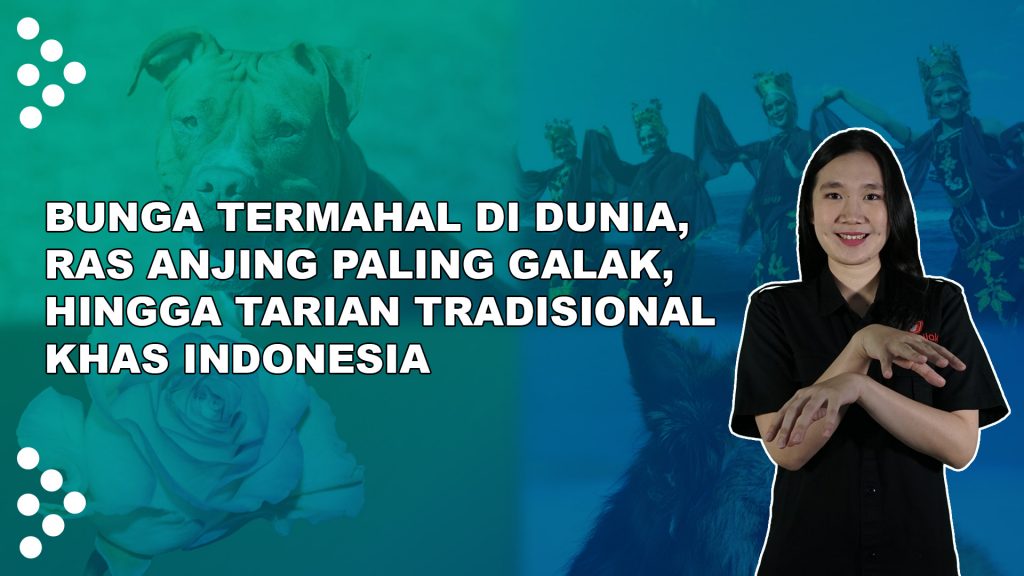 BUNGA TERMAHAL DI DUNIA,
RAS ANJING PALING GALAK,
HINGGA TARIAN TRADISIONAL
KHAS INDONESIA